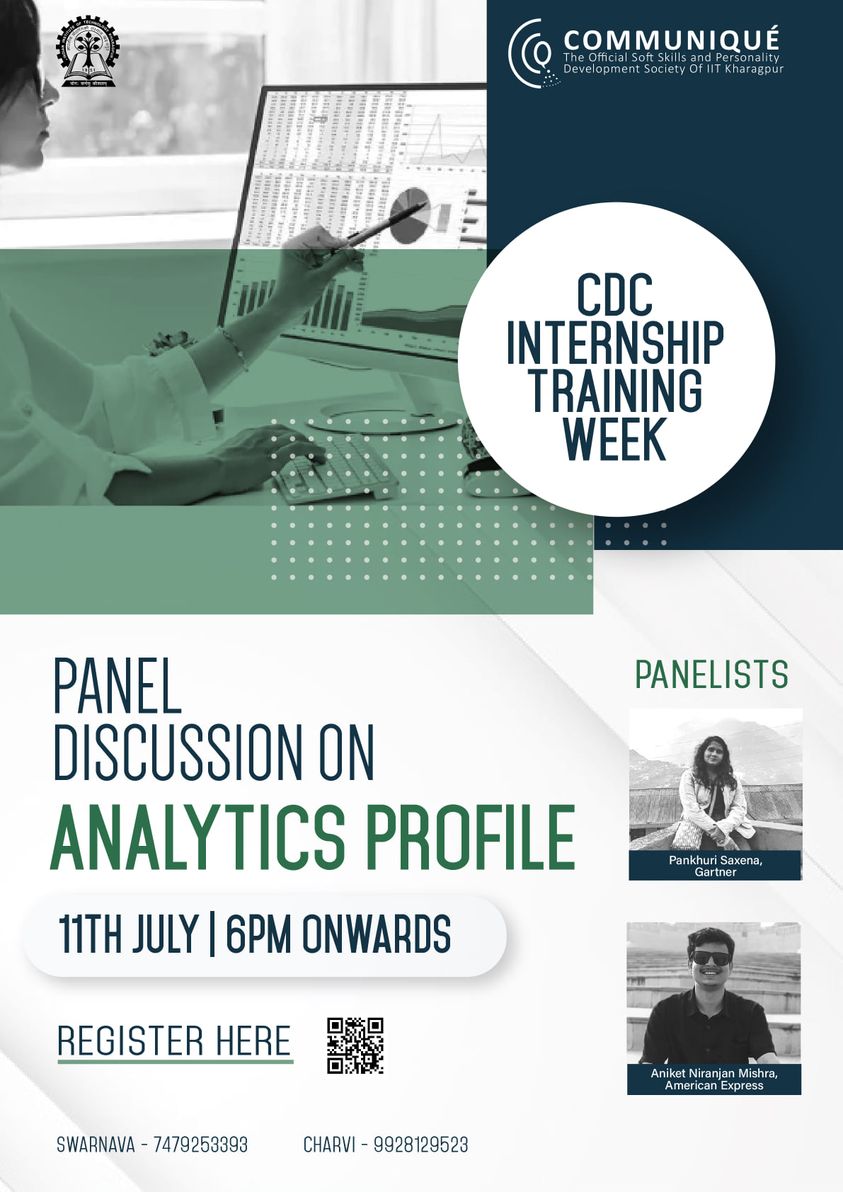 COMMUNIQUÉ
The Official Soft Skills and Personality
Development Society Of IIT Kharagpur
CDC
INTERNSHIP
TRAINING
WEEK
PANEL
DISCUSSION ON
ANALYTICS PROFILE
11TH JULY | 6PM ONWARDS
REGISTER HERE
SWARNAVA - 7479253393
CHARVI - 9928129523
PANELISTS
Pankhuri Saxena,
Gartner
Aniket Niranjan Mishra,
American Express